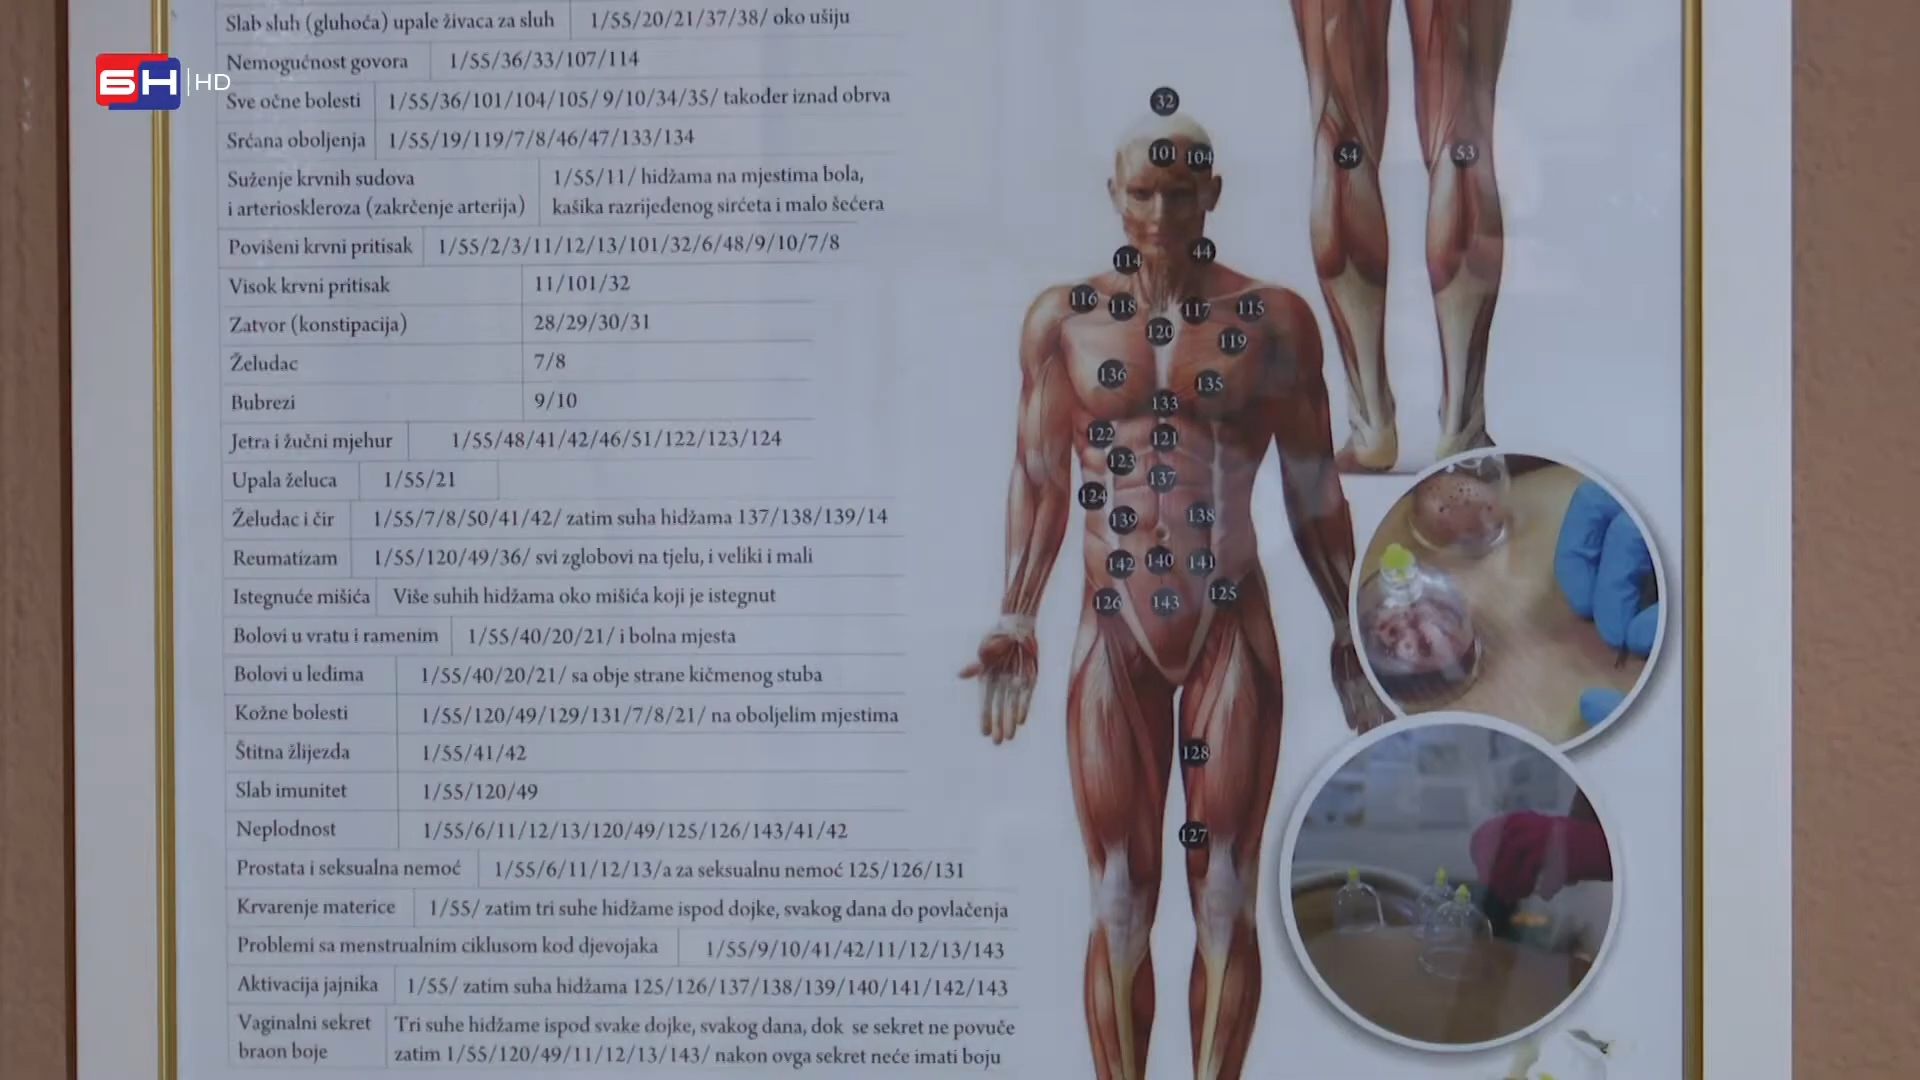 БН HD
Slab sluh (gluhoća) upale živaca za sluh 1/55/20/21/37/38/ oko ušiju
Nemogućnost govora 1/55/36/33/107/114
Sve očne bolesti 1/55/36/101/104/105/ 9/10/34/35/ također iznad obrva
Srčana oboljenja 1/55/19/119/7/8/46/47/133/134
Suženje krvnih sudova 1/55/11/ hidžama na mjestima bola,
i arterioskleroza (zakrčenje arterija) kašika razrijeđenog sirćeta i malo šećera
Povišeni krvni pritisak 1/55/2/3/11/12/13/101/32/6/48/9/10/7/8
Visok krvni pritisak 11/101/32
Zatvor (konstipacija) 28/29/30/31
Želudac 7/8
Bubrezi 9/10
Jetra i žučni mjehur 1/55/48/41/42/46/51/122/123/124
Upala želuca 1/55/21
Želudac i čir 1/55/7/8/50/41/42/ zatim suha hidžama 137/138/139/14
Reumatizam 1/55/120/49/36/ svi zglobovi na tjelu, i veliki i mali
Istegnuće mišića Više suhih hidžama oko mišića koji je istegnut
Bolovi u vratu i ramenim 1/55/40/20/21/ i bolna mjesta
Bolovi u leđima 1/55/40/20/21/ sa obje strane kičmenog stuba
Kožne bolesti 1/55/120/49/129/131/7/8/21/ na oboljelim mjestima
Štitna žlijezda 1/55/41/42
Slab imunitet 1/55/120/49
Neplodnost 1/55/6/11/12/13/120/49/125/126/143/41/42
Prostata i seksualna nemoć 1/55/6/11/12/13/a za seksualnu nemoć 125/126/131
Krvarenje materice 1/55/ zatim tri suhe hidžame ispod dojke, svakog dana do povlačenja
Problemi sa menstrualnim ciklusom kod djevojaka 1/55/9/10/41/42/11/12/13/143
Aktivacija jajnika 1/55/ zatim suha hidžama 125/126/137/138/139/140/141/142/143
Vaginalni sekret Tri suhe hidžame ispod svake dojke, svakog dana, dok se sekret ne povuče
braon boje zatim 1/55/120/49/11/12/13/143/ nakon ovga sekret neće imati boju
32
101 104
54 53
114 44
116 118 117 115
120 119
136 135
133
122 121
123
137
124
139 138
142 140 141
126 143 125
128
127